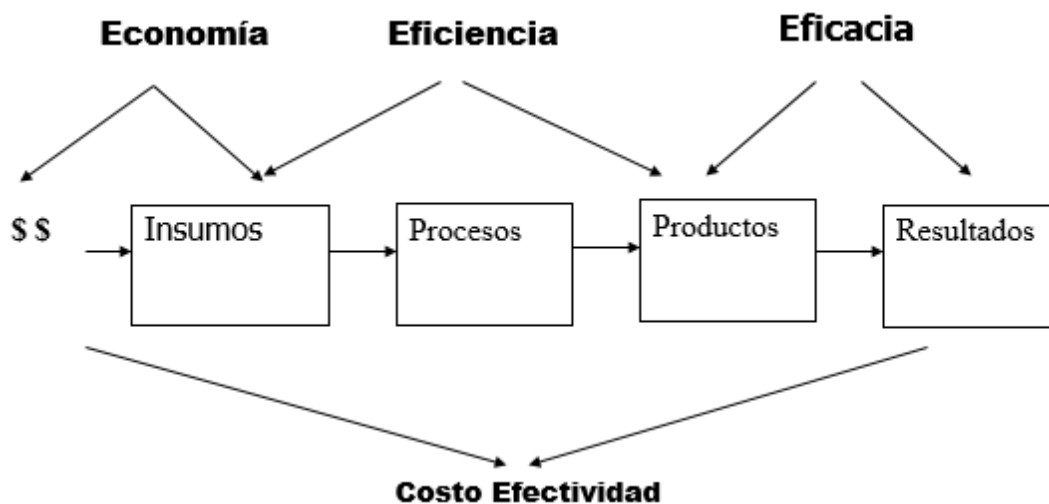 Economía
Eficiencia
Eficacia
$ $
Insumos
Procesos
Productos
Resultados
Costo Efectividad